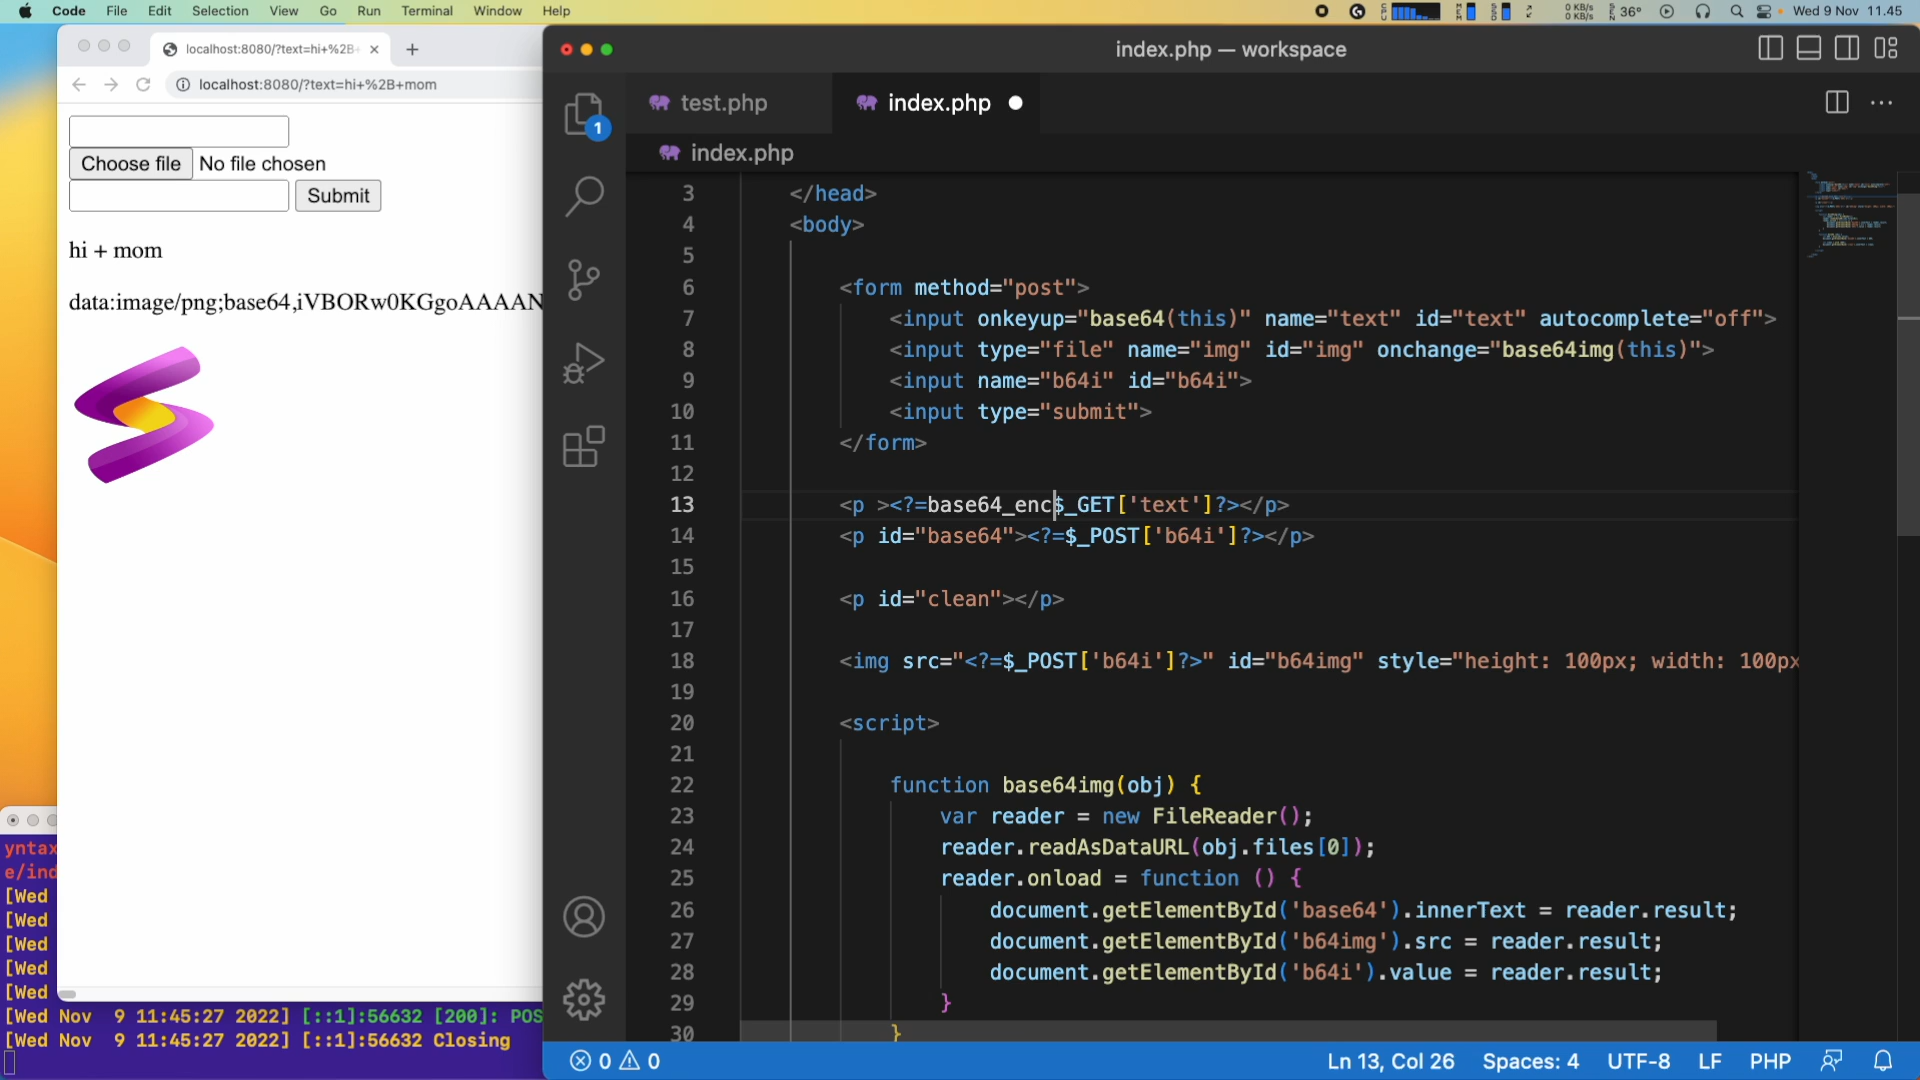 Code File Edit Selection View Go Run Terminal Window Help
0 KB/s
0 KB/s
36° Wed 9 Nov 11.45
localhost:8080/?text=hi+%2B+
localhost:8080/?text=hi+%2B+mom
Choose file No file chosen
Submit
hi + mom
data:image/png;base64,iVBORw0KGgoAAAAN
yntax
e/ind
[Wed
[Wed
[Wed
[Wed
[Wed
[Wed Nov 9 11:45:27 2022] [::1]:56632 [200]: POS
[Wed Nov 9 11:45:27 2022] [::1]:56632 Closing
index.php — workspace
1
test.php index.php
index.php
3 </head>
4 <body>
5
6 <form method="post">
7 <input onkeyup="base64(this)" name="text" id="text" autocomplete="off">
8 <input type="file" name="img" id="img" onchange="base64img(this)">
9 <input name="b64i" id="b64i">
10 <input type="submit">
11 </form>
12
13 <p ><?=base64_enc$_GET['text']?></p>
14 <p id="base64"><?=$_POST['b64i']?></p>
15
16 <p id="clean"></p>
17
18 <img src="<?=$_POST['b64i']?>" id="b64img" style="height: 100px; width: 100px
19
20 <script>
21
22 function base64img(obj) {
23 var reader = new FileReader();
24 reader.readAsDataURL(obj.files[0]);
25 reader.onload = function () {
26 document.getElementById('base64').innerText = reader.result;
27 document.getElementById('b64img').src = reader.result;
28 document.getElementById('b64i').value = reader.result;
29 }
30 }
0 0 Ln 13, Col 26 Spaces: 4 UTF-8 LF PHP